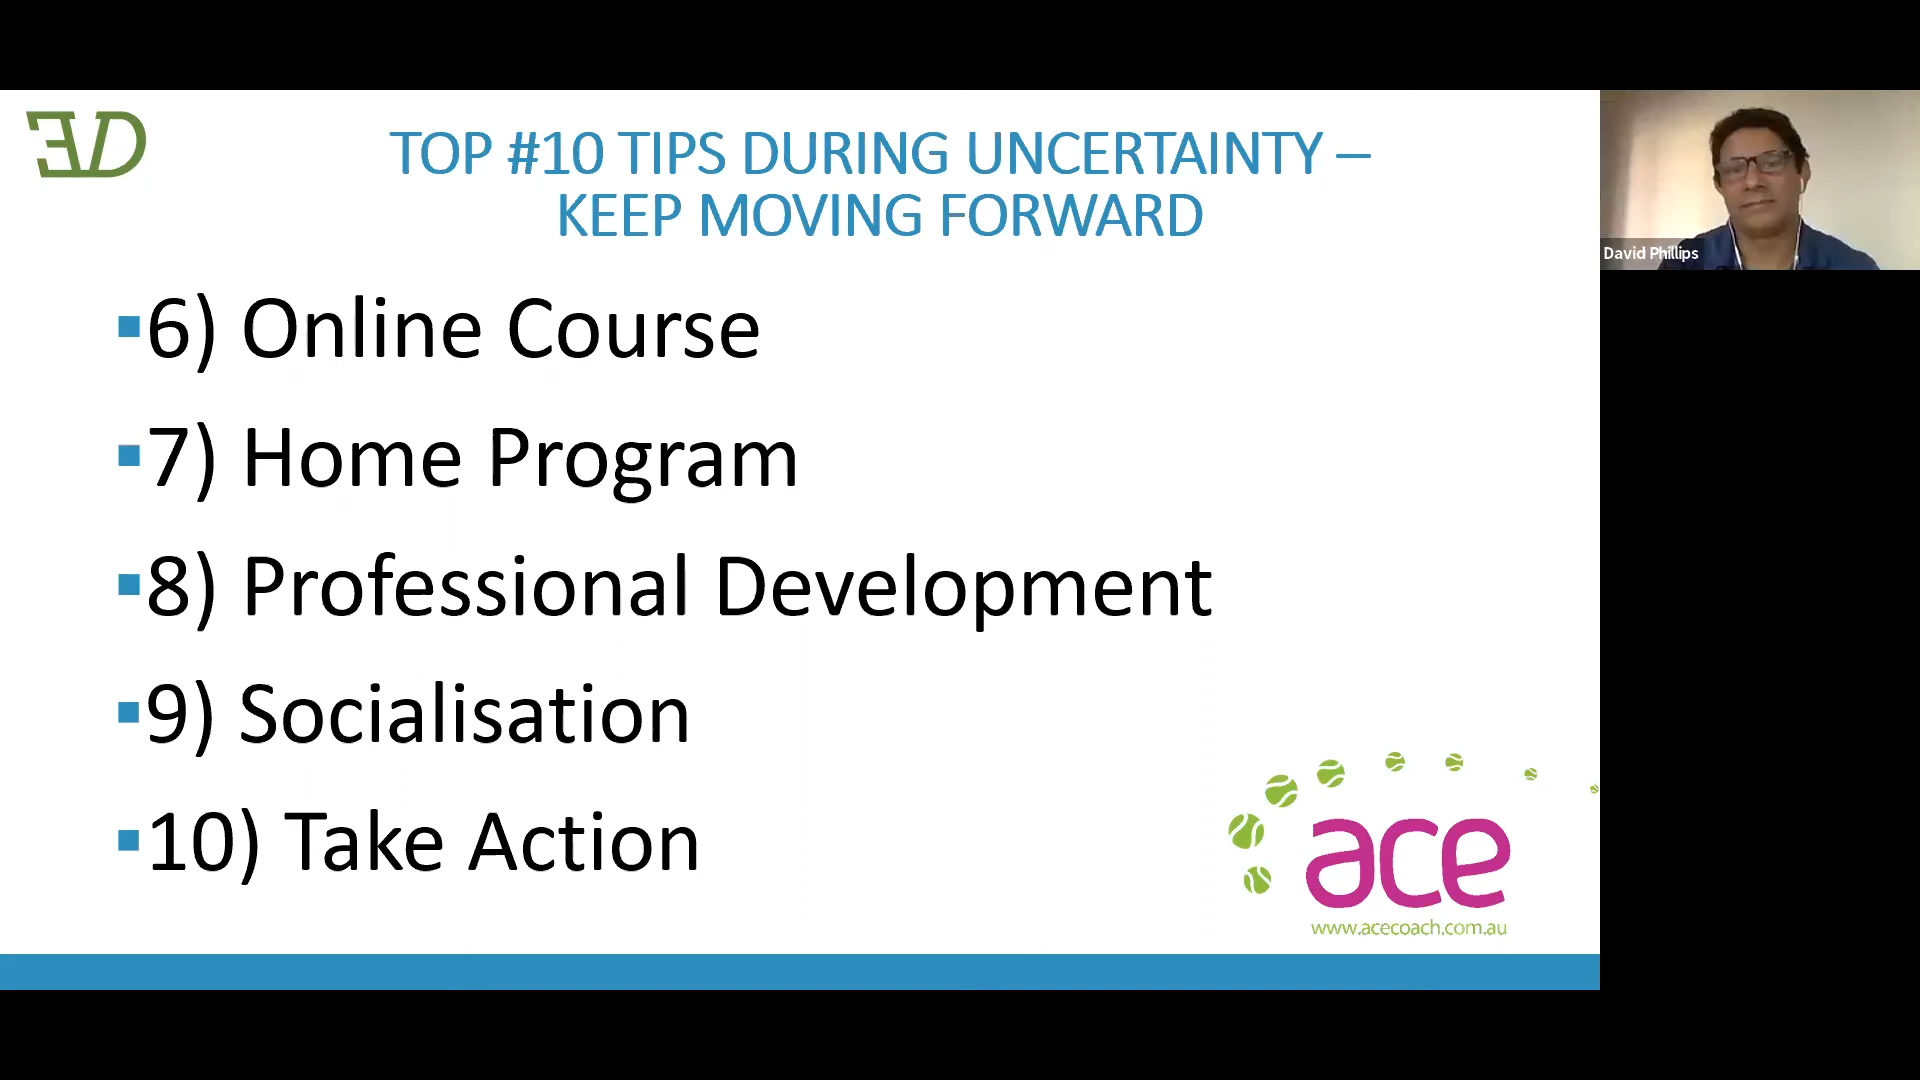 ED
TOP #10 TIPS DURING UNCERTAINTY –
KEEP MOVING FORWARD
▪6) Online Course
▪7) Home Program
▪8) Professional Development
▪9) Socialisation
▪10) Take Action
ace
www.acecoach.com.au
David Phillips